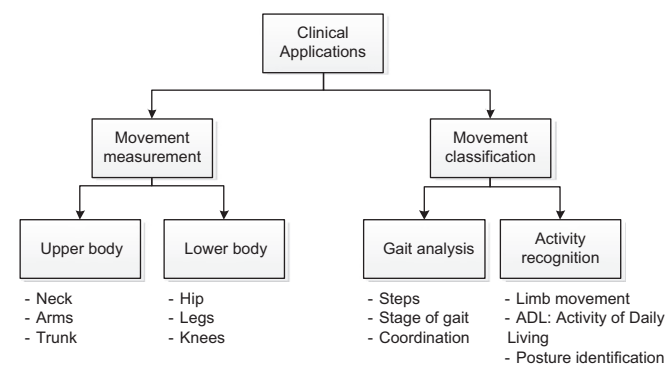 Clinical
Applications
Movement
measurement
Movement
classification
Upper body
Lower body
Gait analysis
Activity
recognition
- Neck
- Arms
- Trunk
- Hip
- Legs
- Knees
- Steps
- Stage of gait
- Coordination
- Limb movement
- ADL: Activity of Daily
Living
- Posture identification